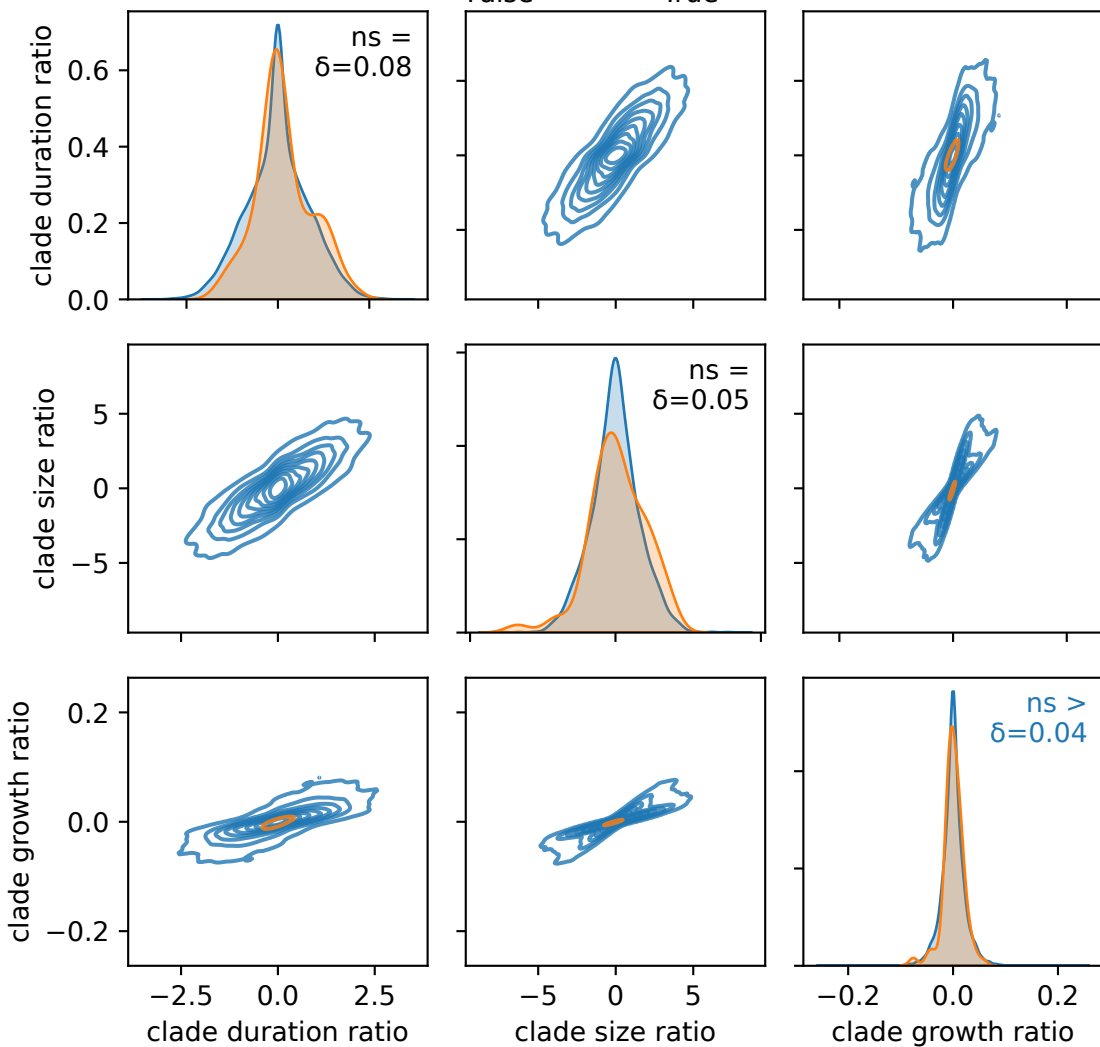 clade duration ratio
0.6
0.4
0.2
0.0
ns =
δ=0.08
clade size ratio
5
0
−5
ns =
δ=0.05
clade growth ratio
0.2
0.0
−0.2
ns >
δ=0.04
−2.5 0.0 2.5
−5 0 5
−0.2 0.0 0.2
clade duration ratio
clade size ratio
clade growth ratio